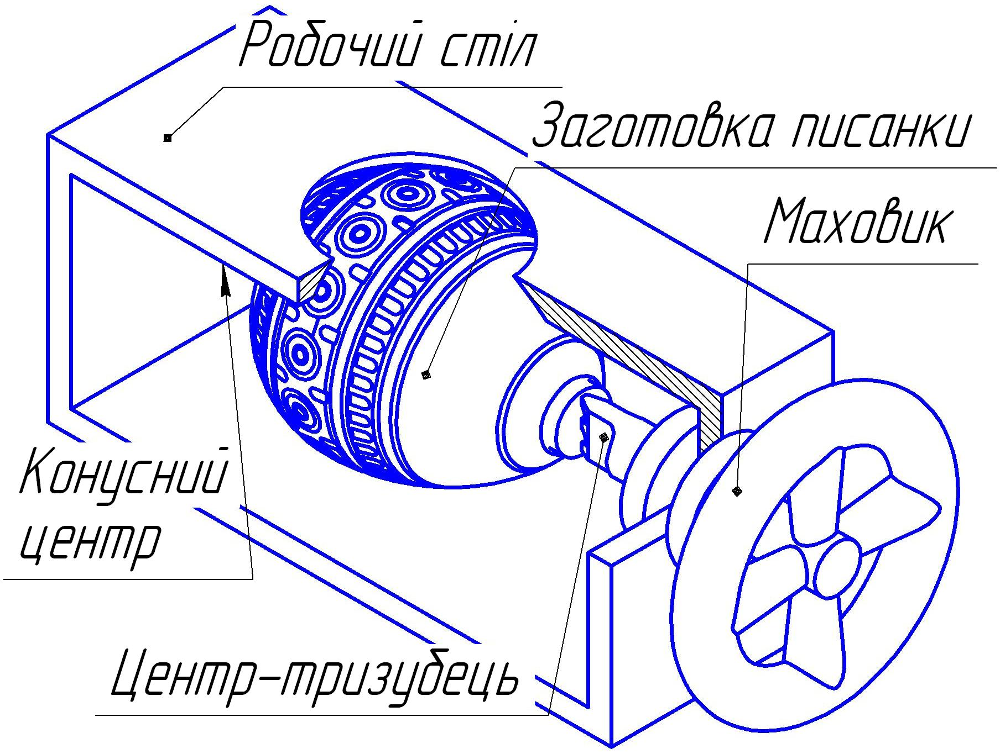 Робочий стіл
Заготовка писанки
Маховик
Конусний
центр
Центр-тризубець